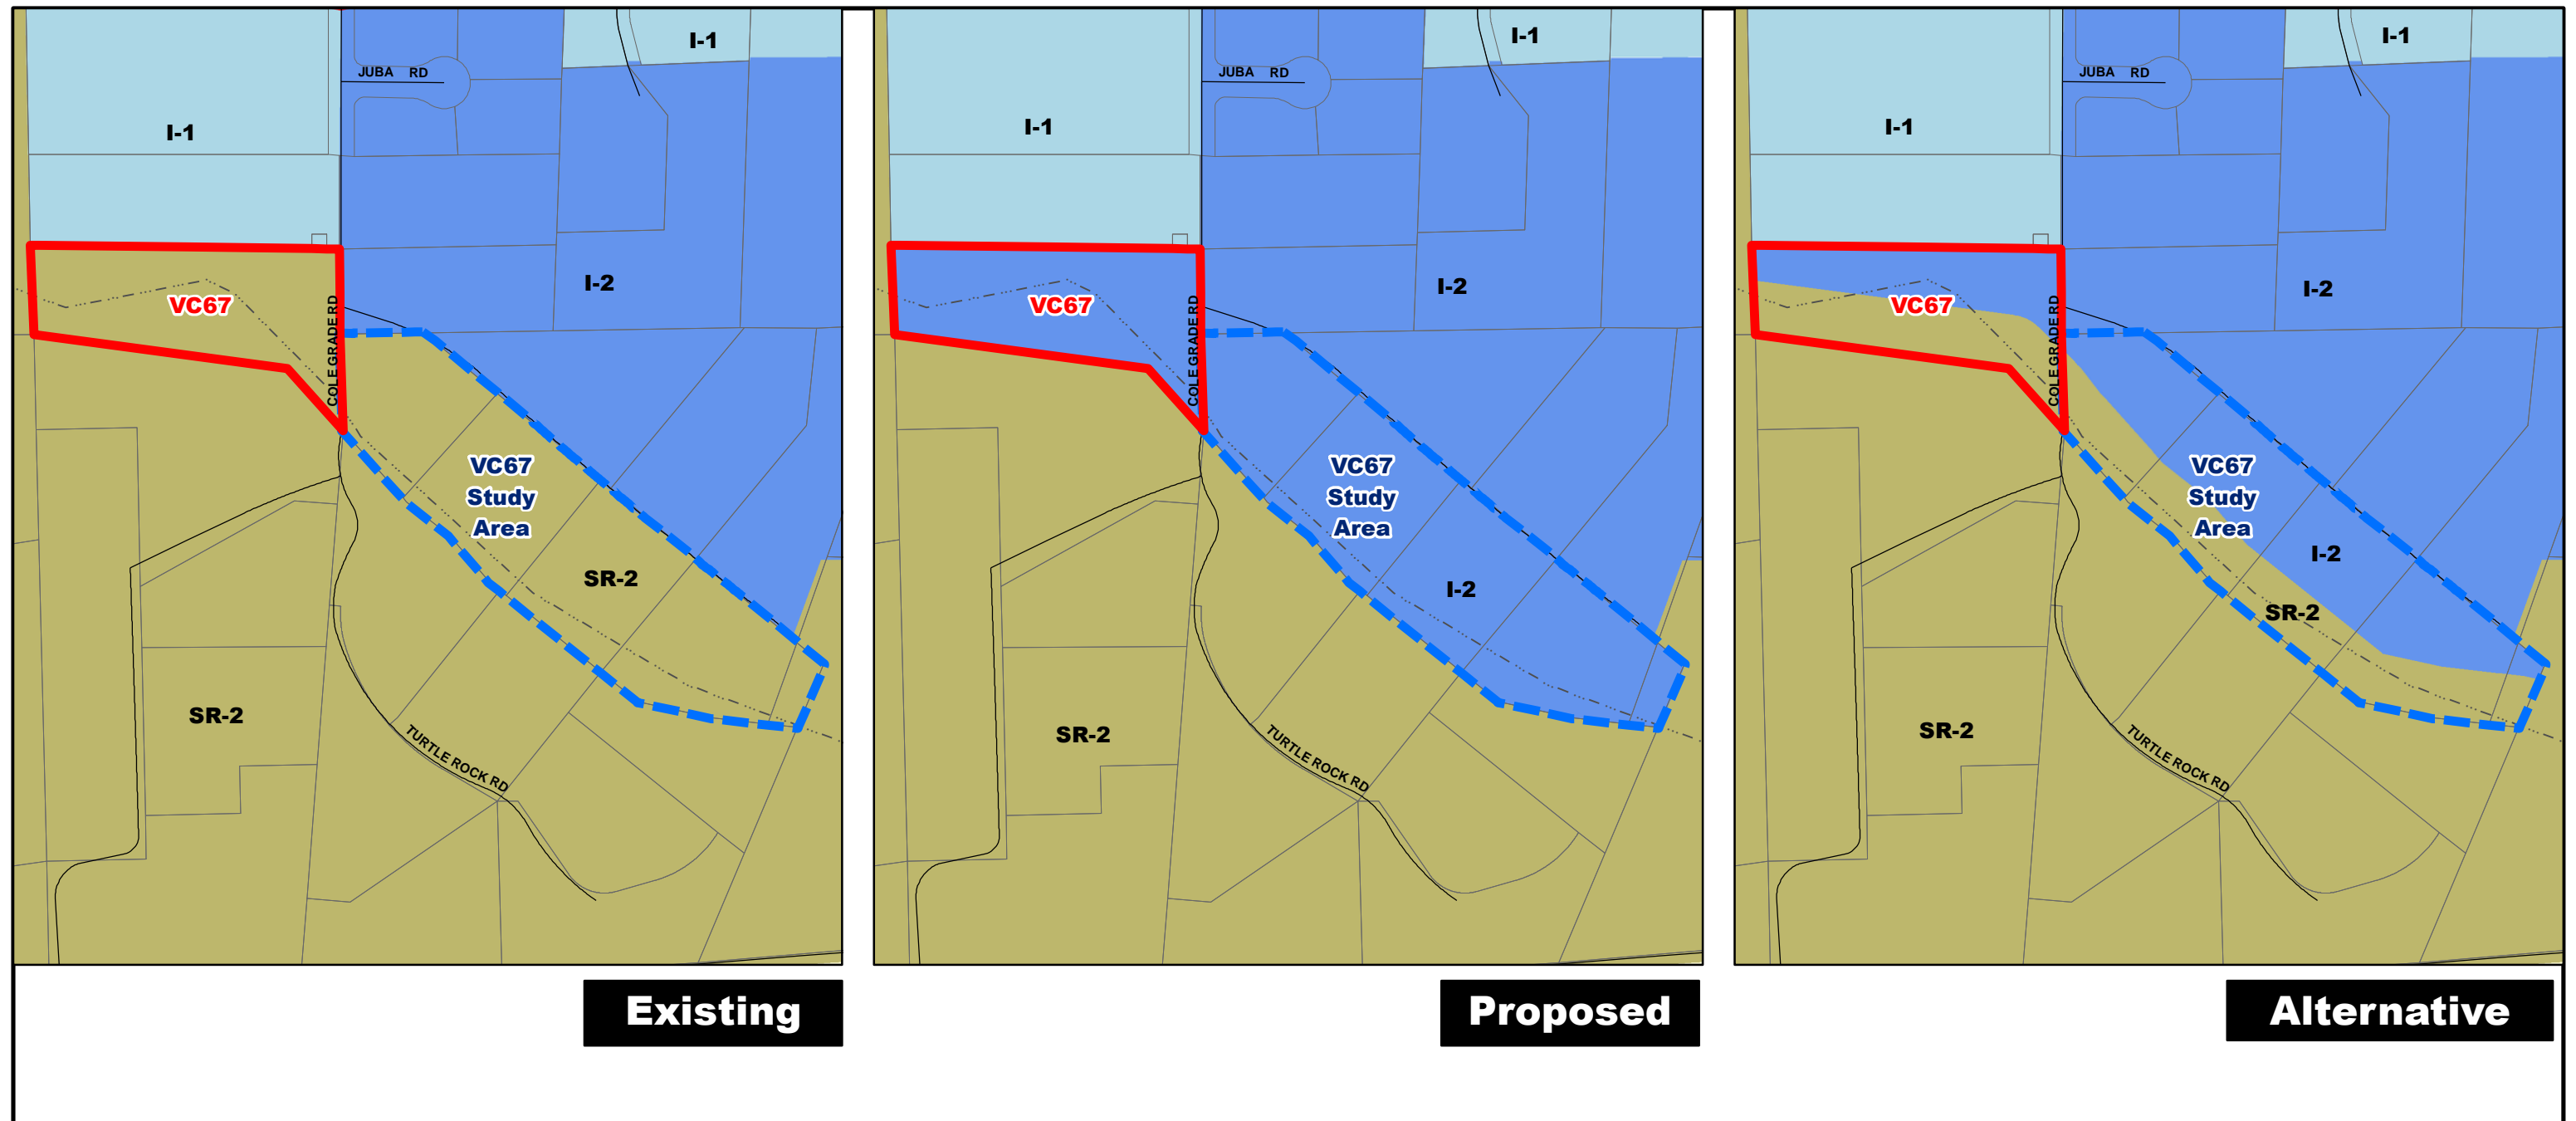 I-1
JUBA RD
I-1
I-2
VC67
COLE GRADE RD
VC67
Study
Area
SR-2
SR-2
TURTLE ROCK RD
Existing
I-1
JUBA RD
I-1
I-2
VC67
COLE GRADE RD
VC67
Study
Area
I-2
SR-2
TURTLE ROCK RD
Proposed
I-1
JUBA RD
I-1
I-2
VC67
COLE GRADE RD
VC67
Study
Area
I-2
SR-2
SR-2
TURTLE ROCK RD
Alternative